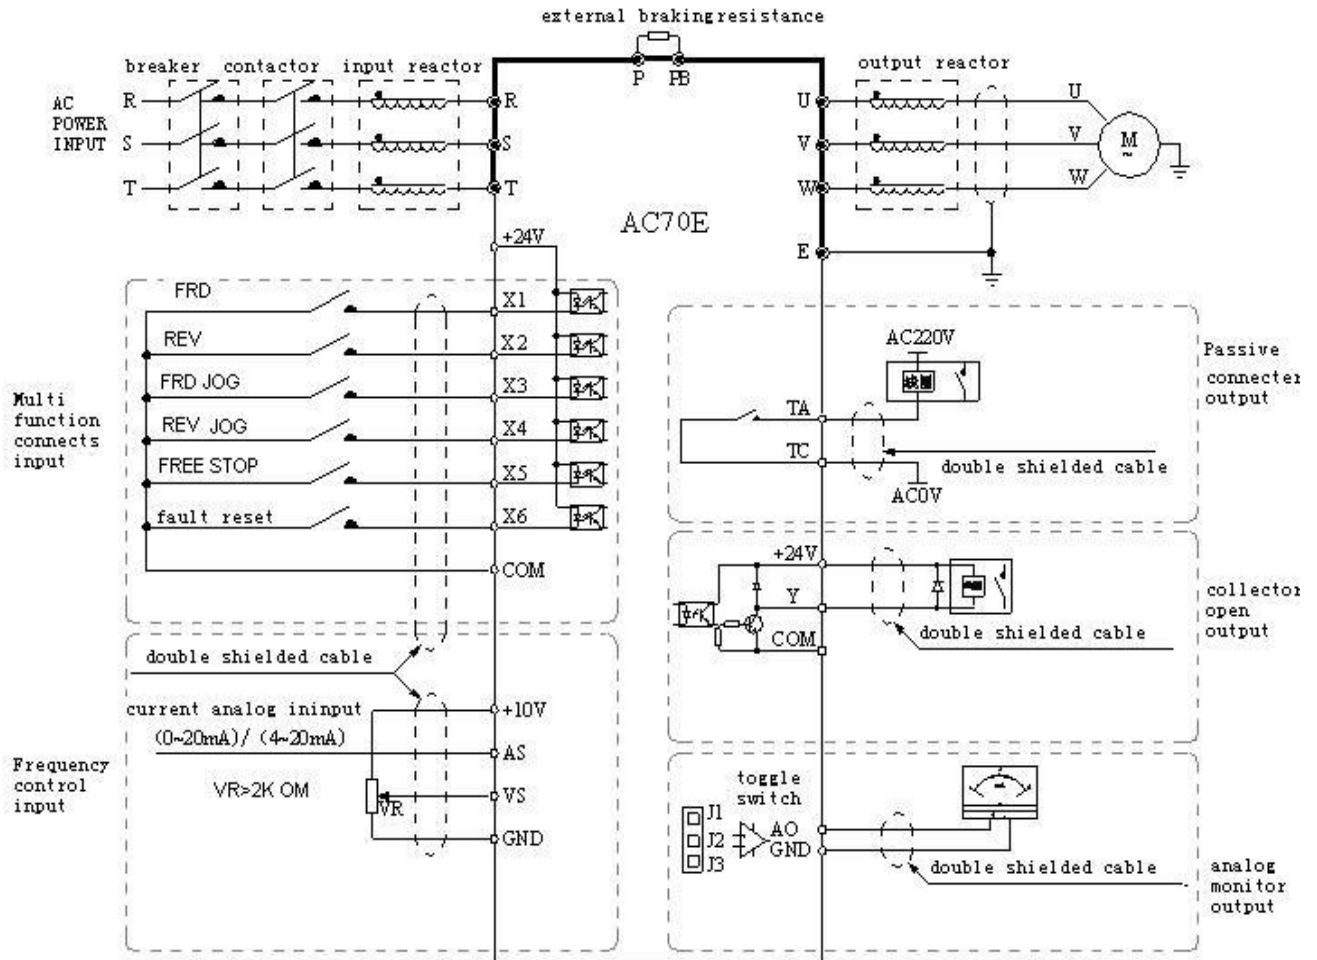 external brakingresistance
breaker contactor input reactor
P PB
output reactor
AC
POWER
INPUT
R
S
T
R
S
T
U
V
W
E
U
V
W
M
~
AC70E
+24V
FRD
REV
FRD JOG
REV JOG
FREE STOP
fault reset
X1
X2
X3
X4
X5
X6
COM
Multi
function
connects
input
double shielded cable
current analog ininput
(0~20mA)/ (4~20mA)
VR>2K OM
VR
+10V
AS
VS
GND
Frequency
control
input
AC220V
线圈
TA
TC
AC0V
double shielded cable
Passive
connecter
output
+24V
Y
COM
double shielded cable
collector
open
output
toggle
switch
J1
J2
J3
AO
GND
double shielded cable
analog
monitor
output